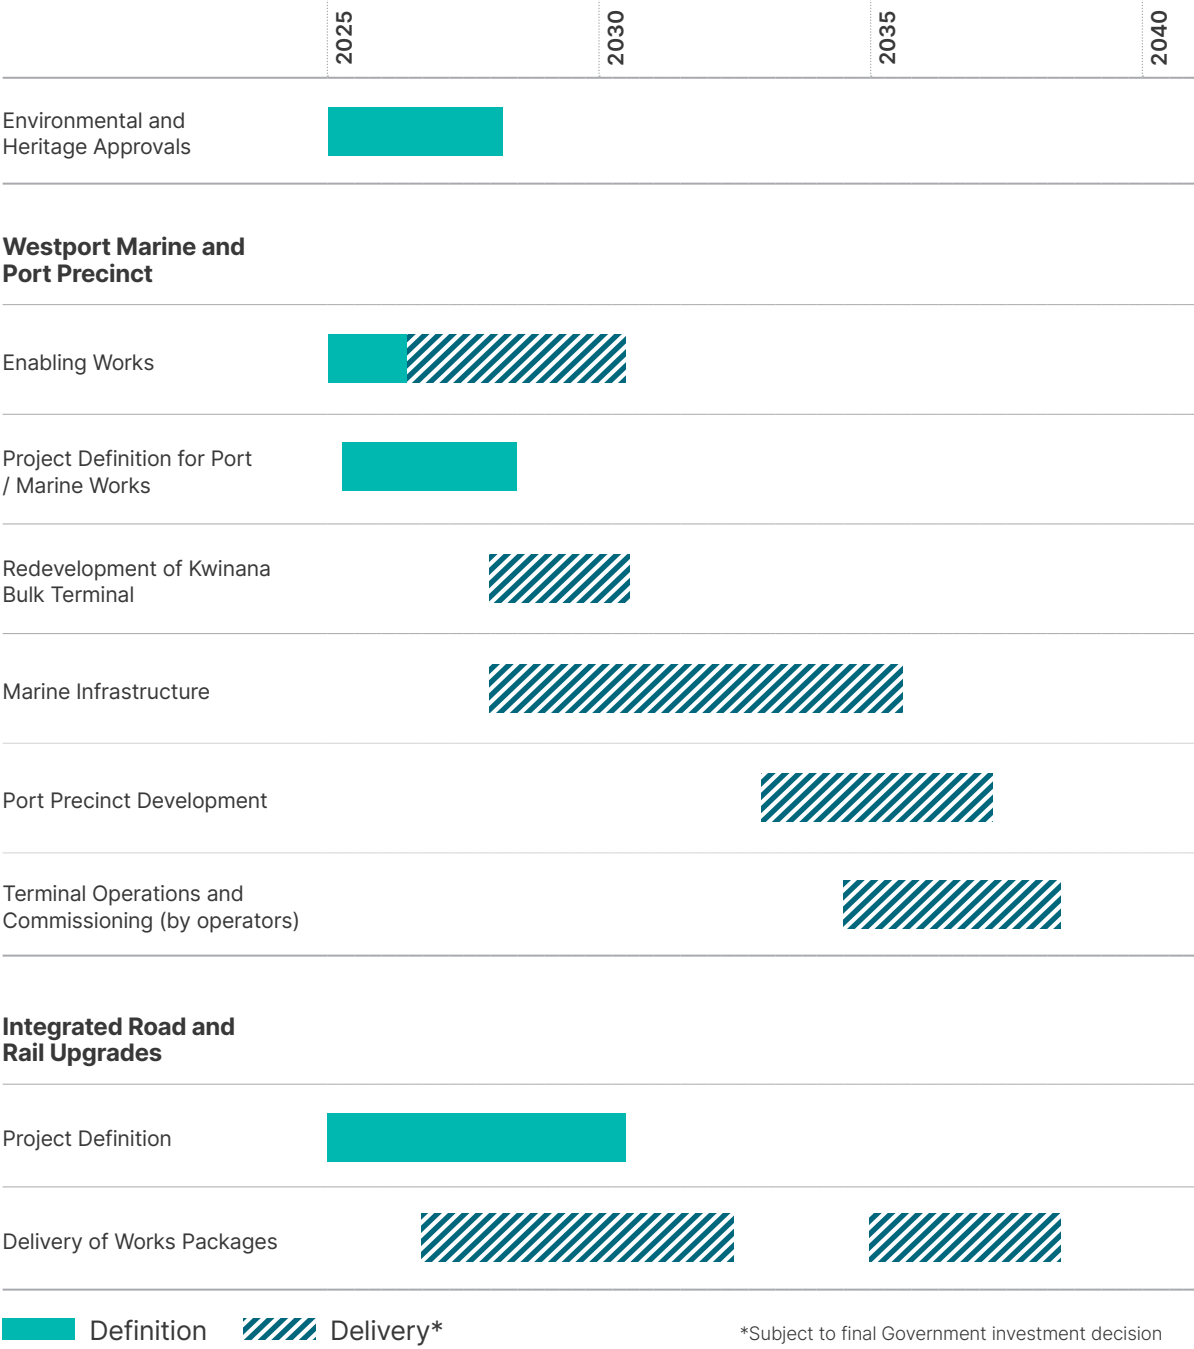 2025
2030
2035
2040
Environmental and
Heritage Approvals
Westport Marine and
Port Precinct
Enabling Works
Project Definition for Port
/ Marine Works
Redevelopment of Kwinana
Bulk Terminal
Marine Infrastructure
Port Precinct Development
Terminal Operations and
Commissioning (by operators)
Integrated Road and
Rail Upgrades
Project Definition
Delivery of Works Packages
Definition
Delivery*
*Subject to final Government investment decision